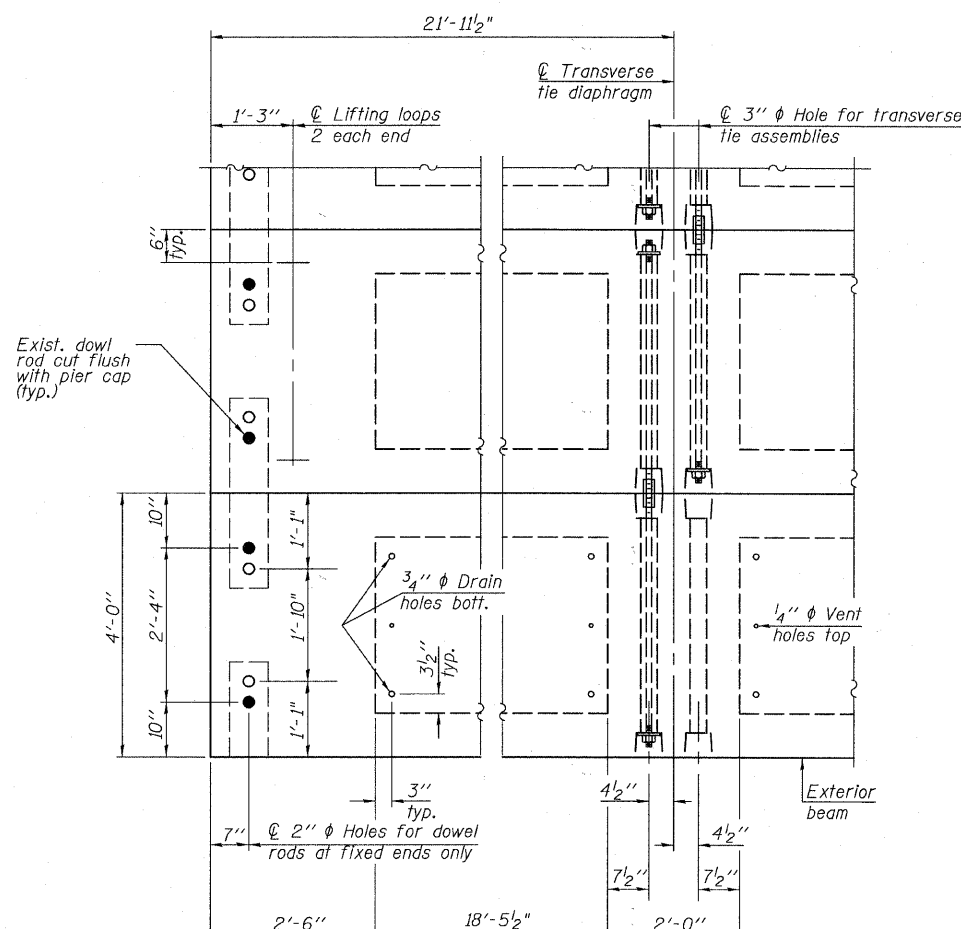 21'-11½"
℄ Transverse
tie diaphragm
1'-3"
℄ Lifting loops
2 each end
℄ 3" ϕ Hole for transverse
tie assemblies
6"
typ.
Exist. dowl
rod cut flush
with pier cap
(typ.)
4'-0"
10"
2'-4"
10"
1'-1"
1'-10"
1'-1"
¾" ϕ Drain
holes bott.
3½"
typ.
¼" ϕ Vent
holes top
3"
typ.
4½"
4½"
Exterior
beam
7"
℄ 2" ϕ Holes for dowel
rods at fixed ends only
7½"
7½"
2'-6"
18'-5½"
2'-0"